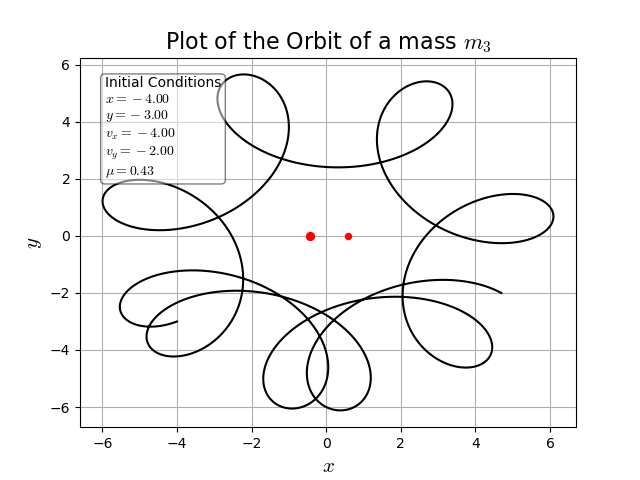 Plot of the Orbit of a mass m₃
Initial Conditions
x = −4.00
y = −3.00
vₓ = −4.00
v_y = −2.00
μ = 0.43
6
4
2
0
−2
−4
−6
y
−6 −4 −2 0 2 4 6
x